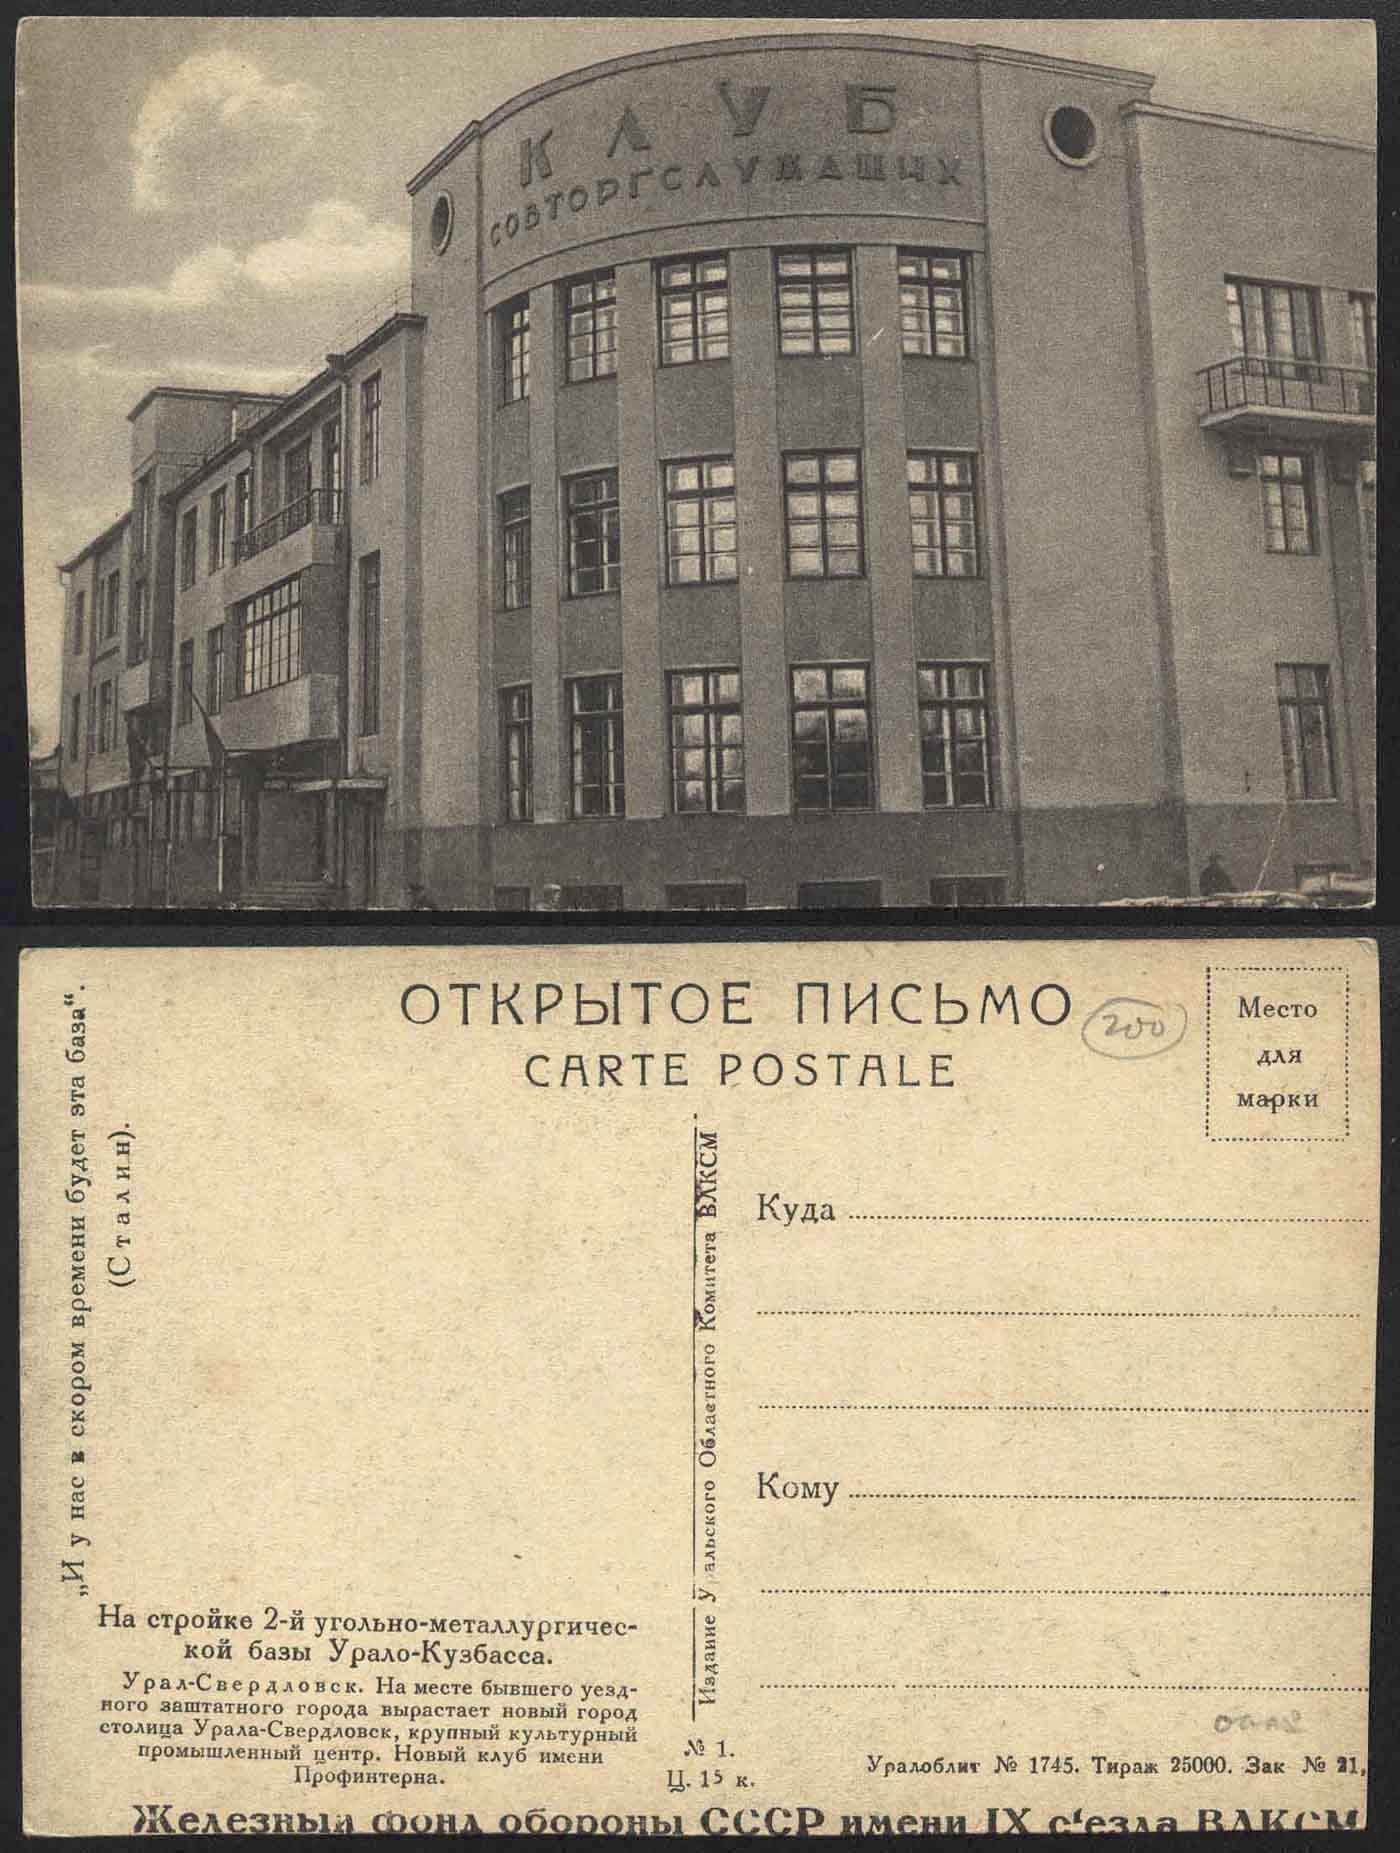 КЛУБ
СОВТОРГСЛУЖАЩИХ
ОТКРЫТОЕ ПИСЬМО
200
CARTE POSTALE
Место
для
марки
„И у нас в скором времени будет эта база“.
(Сталин).
Издание Уральского Областного Комитета ВЛКСМ
Куда
Кому
На стройке 2-й угольно-металлургичес-
кой базы Урало-Кузбасса.
Урал-Свердловск. На месте бывшего уезд-
ного заштатного города вырастает новый город
столица Урала-Свердловск, крупный культурный
промышленный центр. Новый клуб имени
Профинтерна.
№ 1.
Ц. 15 к.
Уралоблит № 1745. Тираж 25000. Зак № 21,
Железный фонд обороны СССР имени IX с‘езда ВЛКСМ